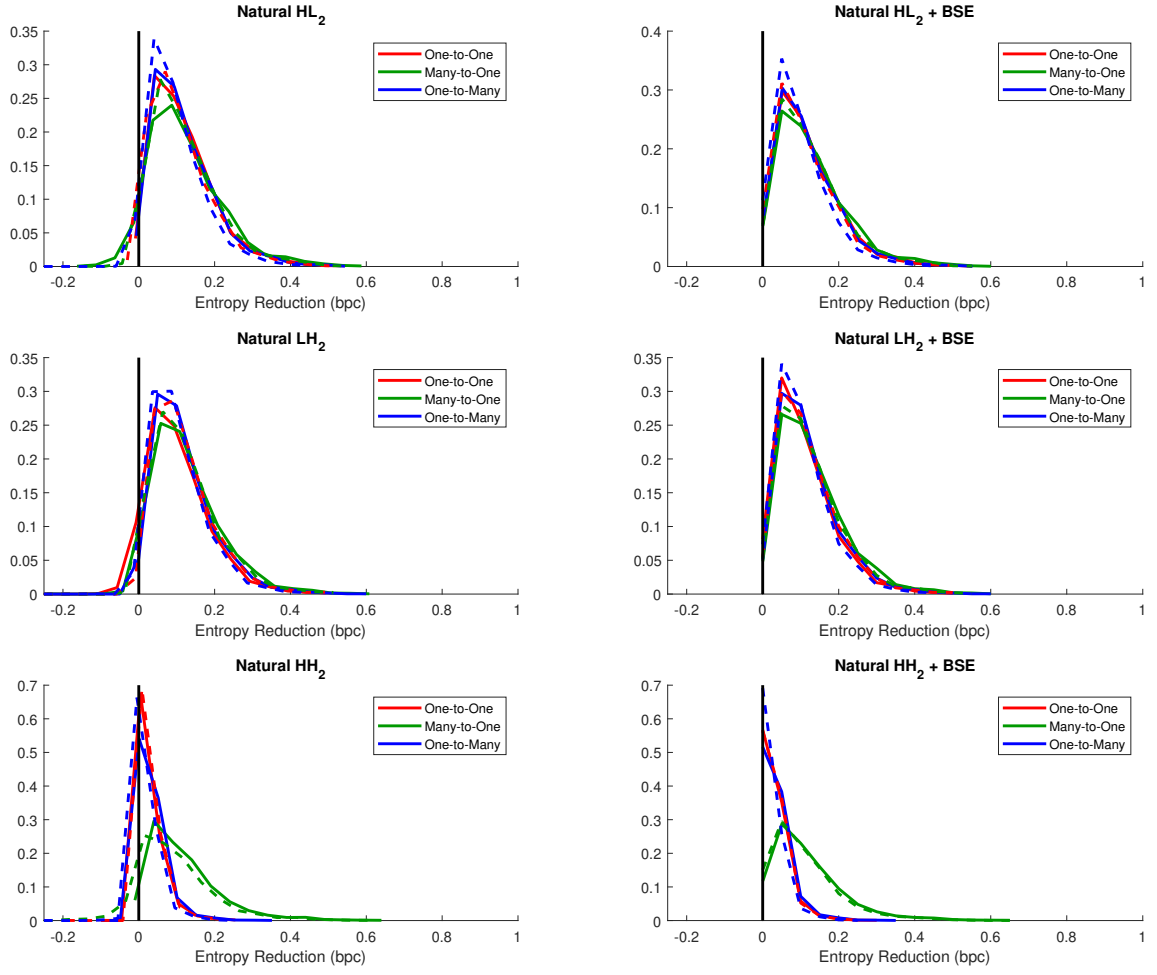 Natural HL2
0.35
0.3
0.25
0.2
0.15
0.1
0.05
0
-0.2 0 0.2 0.4 0.6 0.8 1
Entropy Reduction (bpc)
One-to-One
Many-to-One
One-to-Many
Natural HL2 + BSE
0.4
0.3
0.2
0.1
0
-0.2 0 0.2 0.4 0.6 0.8 1
Entropy Reduction (bpc)
One-to-One
Many-to-One
One-to-Many
Natural LH2
0.35
0.3
0.25
0.2
0.15
0.1
0.05
0
-0.2 0 0.2 0.4 0.6 0.8 1
Entropy Reduction (bpc)
One-to-One
Many-to-One
One-to-Many
Natural LH2 + BSE
0.35
0.3
0.25
0.2
0.15
0.1
0.05
0
-0.2 0 0.2 0.4 0.6 0.8 1
Entropy Reduction (bpc)
One-to-One
Many-to-One
One-to-Many
Natural HH2
0.7
0.6
0.5
0.4
0.3
0.2
0.1
0
-0.2 0 0.2 0.4 0.6 0.8 1
Entropy Reduction (bpc)
One-to-One
Many-to-One
One-to-Many
Natural HH2 + BSE
0.7
0.6
0.5
0.4
0.3
0.2
0.1
0
-0.2 0 0.2 0.4 0.6 0.8 1
Entropy Reduction (bpc)
One-to-One
Many-to-One
One-to-Many